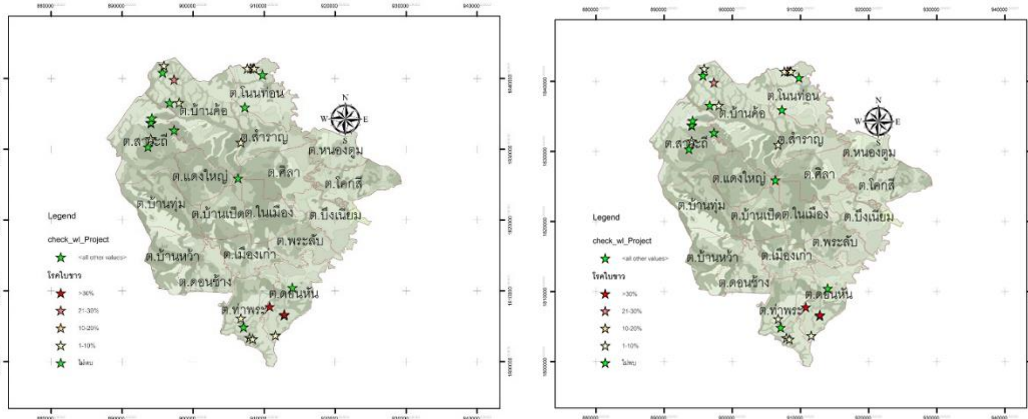 880000 890000 900000 910000 920000 930000 940000
ต.โนนท่อน
ต.บ้านค้อ
N
W E
S
ต.สาวะถี
ต.สำราญ
ต.หนองตูม
ต.แดงใหญ่
ต.ศิลา
ต.โคกสี
ต.บ้านทุ่ม
ต.บ้านเป็ด
ต.ในเมือง
ต.บึงเนียม
ต.พระลับ
ต.บ้านหว้า
ต.เมืองเก่า
ต.ดอนช้าง
ต.ดอนหัน
ต.ท่าพระ
Legend
check_wl_Project
<all other values>
โรคใบขาว
>30%
21-30%
10-20%
1-10%
ไม่พบ
880000 890000 900000 910000 920000 930000 940000
ต.โนนท่อน
ต.บ้านค้อ
N
W E
S
ต.สาวะถี
ต.สำราญ
ต.หนองตูม
ต.แดงใหญ่
ต.ศิลา
ต.โคกสี
ต.บ้านทุ่ม
ต.บ้านเป็ด
ต.ในเมือง
ต.บึงเนียม
ต.พระลับ
ต.บ้านหว้า
ต.เมืองเก่า
ต.ดอนช้าง
ต.ดอนหัน
ต.ท่าพระ
Legend
check_wl_Project
<all other values>
โรคใบขาว
>30%
21-30%
10-20%
1-10%
ไม่พบ